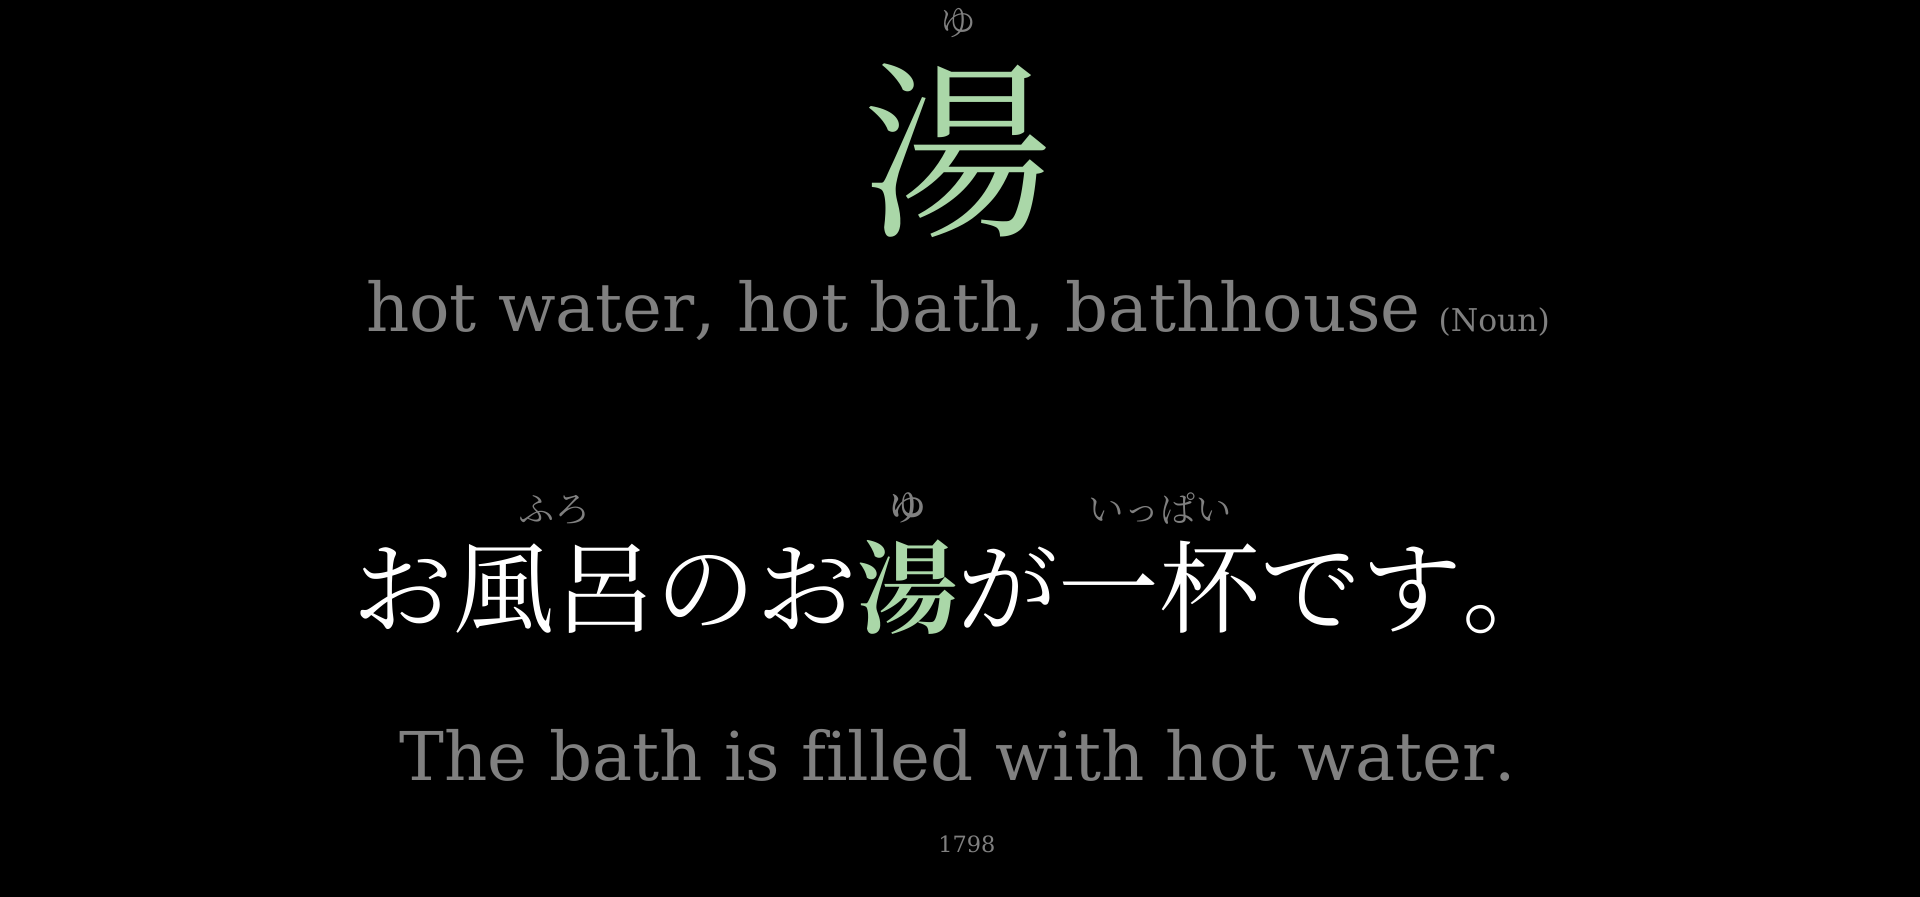 ゆ
湯
hot water, hot bath, bathhouse (Noun)
ふろ ゆ いっぱい
お風呂のお湯が一杯です。
The bath is filled with hot water.
1798